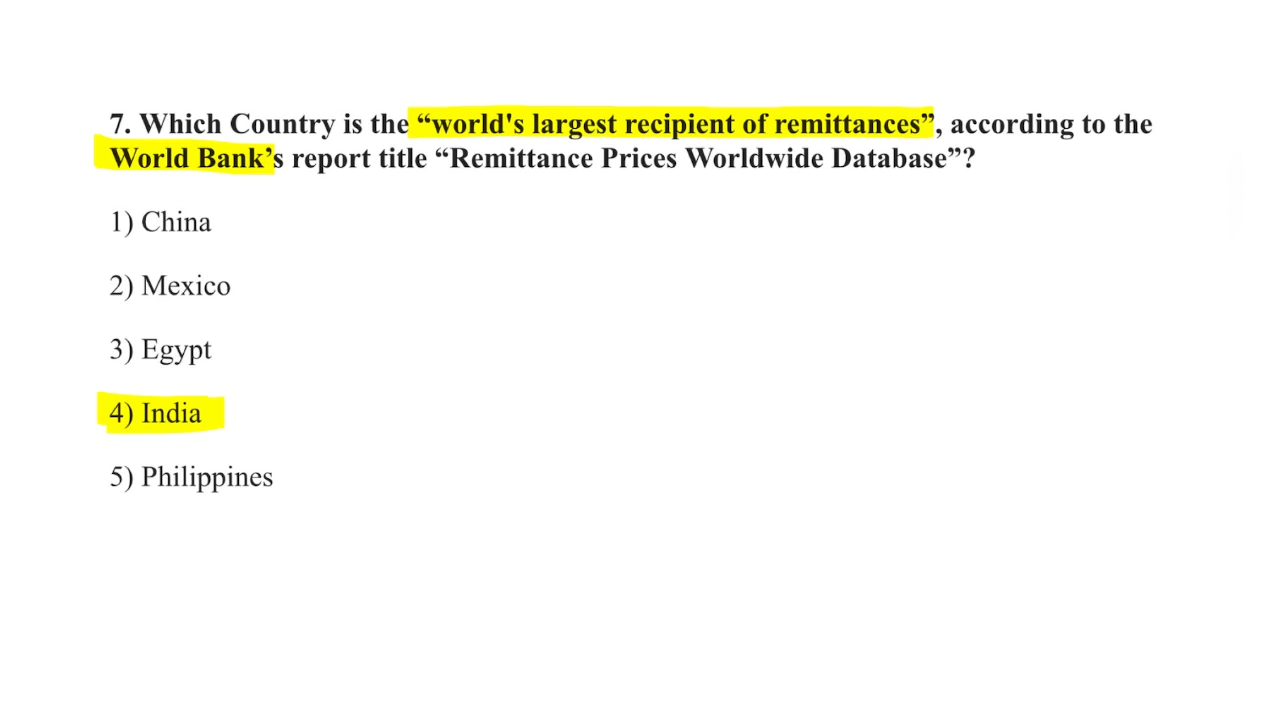 7. Which Country is the “world's largest recipient of remittances”, according to the
World Bank’s report title “Remittance Prices Worldwide Database”?
1) China
2) Mexico
3) Egypt
4) India
5) Philippines